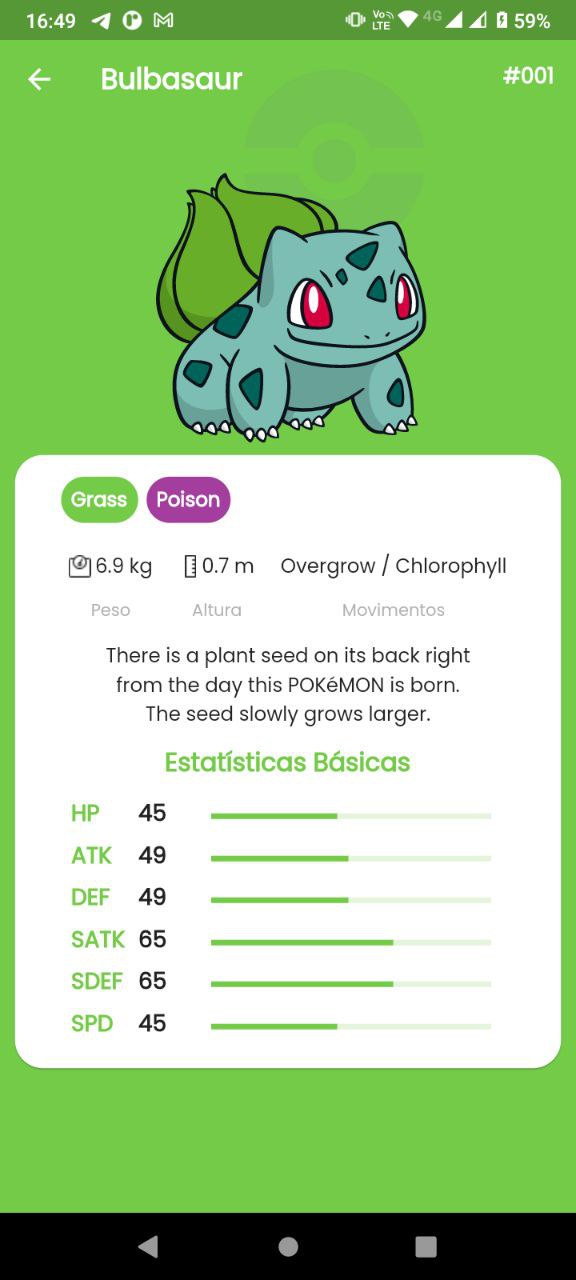 16:49 Vo LTE 4G 59%
Bulbasaur #001
Grass Poison
6.9 kg 0.7 m Overgrow / Chlorophyll
Peso Altura Movimentos
There is a plant seed on its back right
from the day this POKéMON is born.
The seed slowly grows larger.
Estatísticas Básicas
HP 45
ATK 49
DEF 49
SATK 65
SDEF 65
SPD 45